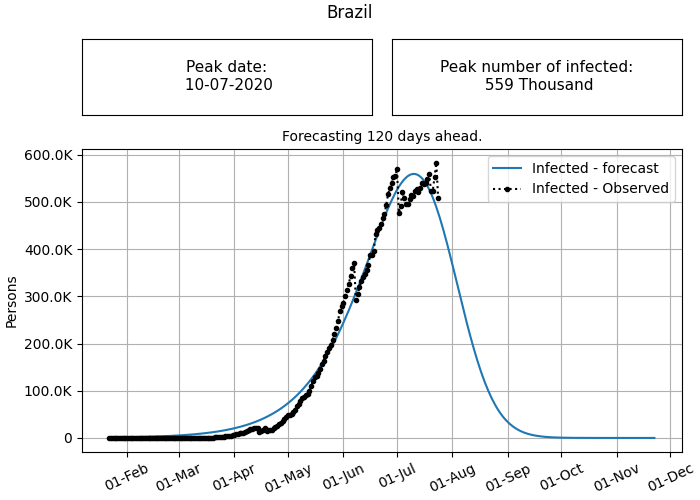 Brazil
Peak date:
10-07-2020
Peak number of infected:
559 Thousand
Forecasting 120 days ahead.
600.0K
500.0K
400.0K
300.0K
200.0K
100.0K
0
Persons
Infected - forecast
Infected - Observed
01-Feb
01-Mar
01-Apr
01-May
01-Jun
01-Jul
01-Aug
01-Sep
01-Oct
01-Nov
01-Dec